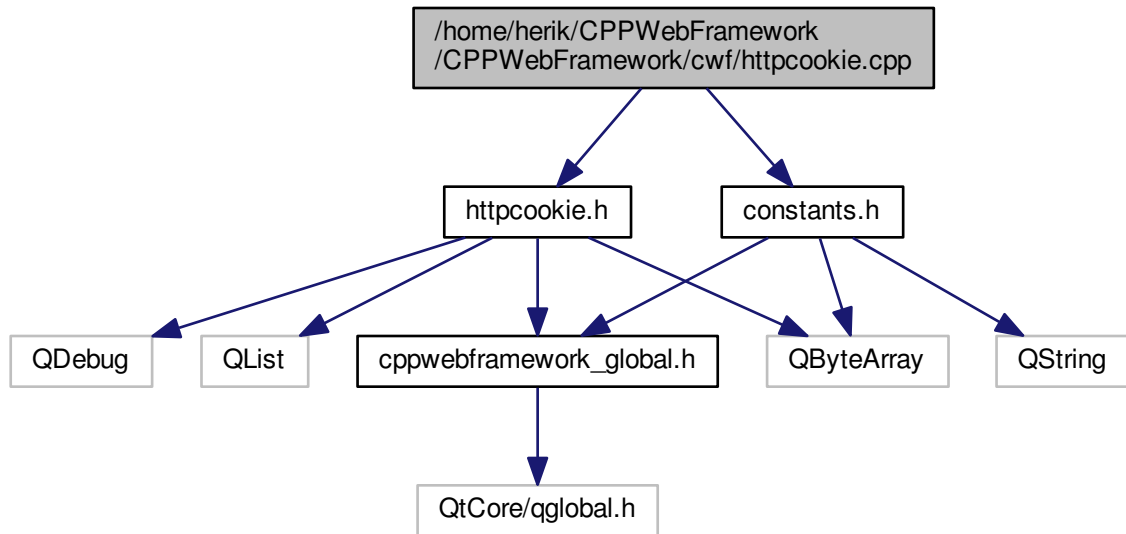 /home/herik/CPPWebFramework
/CPPWebFramework/cwf/httpcookie.cpp
httpcookie.h
constants.h
QDebug
QList
cppwebframework_global.h
QByteArray
QString
QtCore/qglobal.h